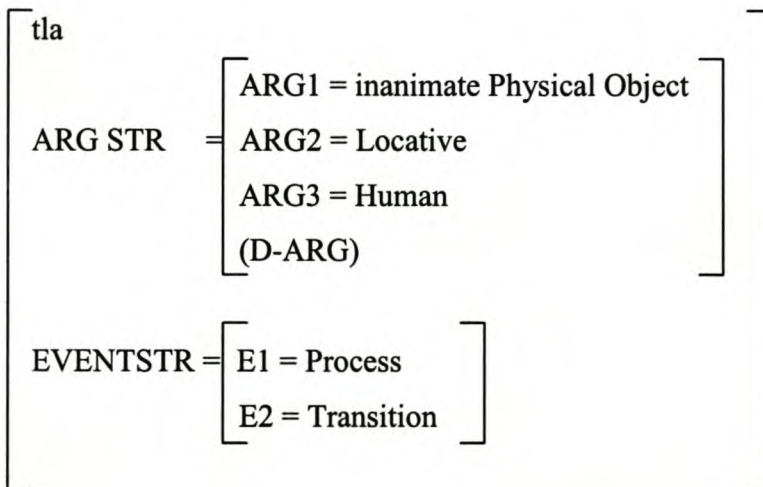 tla
ARG1 = inanimate Physical Object
ARG STR = ARG2 = Locative
ARG3 = Human
(D-ARG)
EVENTSTR = E1 = Process
E2 = Transition